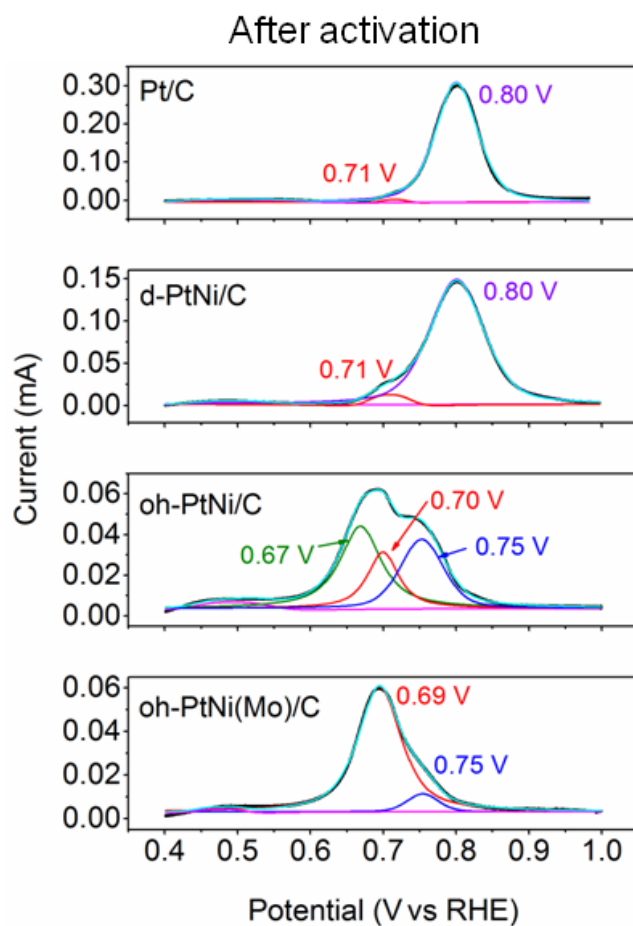 After activation
Pt/C
0.30
0.20
0.10
0.00
0.71 V
0.80 V
d-PtNi/C
0.15
0.10
0.05
0.00
0.71 V
0.80 V
Current (mA)
oh-PtNi/C
0.06
0.04
0.02
0.00
0.67 V
0.70 V
0.75 V
oh-PtNi(Mo)/C
0.06
0.04
0.02
0.00
0.69 V
0.75 V
0.4 0.5 0.6 0.7 0.8 0.9 1.0
Potential (V vs RHE)